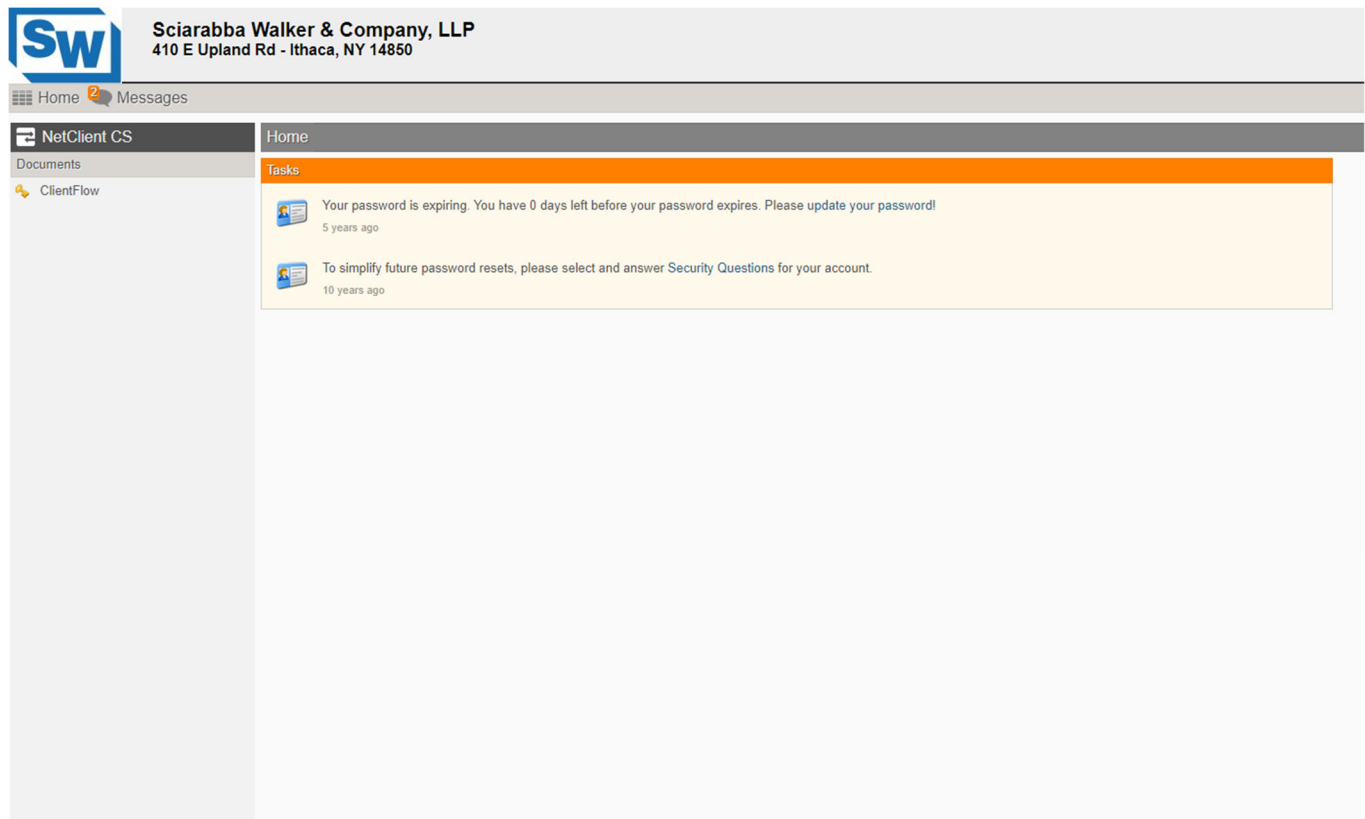 SW
Sciarabba Walker & Company, LLP
410 E Upland Rd - Ithaca, NY 14850
Home 2 Messages
NetClient CS
Documents
ClientFlow
Home
Tasks
Your password is expiring. You have 0 days left before your password expires. Please update your password!
5 years ago
To simplify future password resets, please select and answer Security Questions for your account.
10 years ago